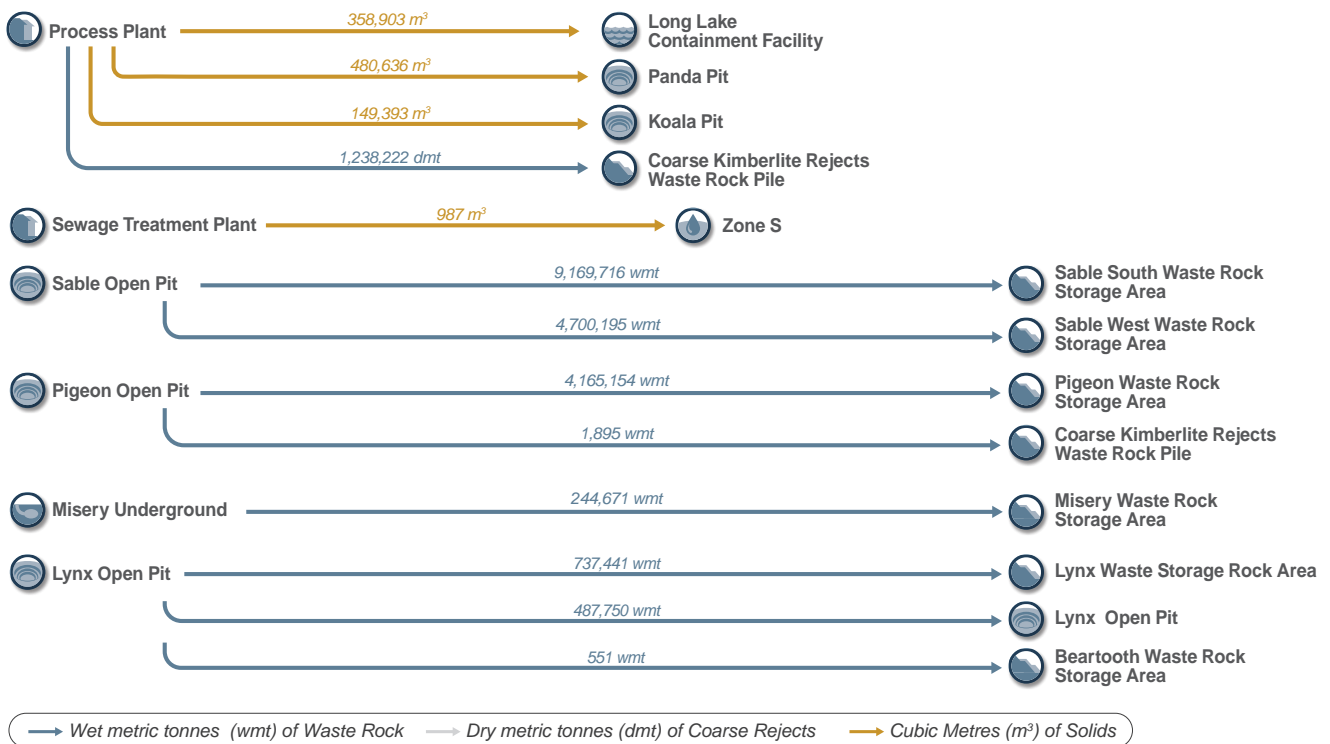 358,903 m³
Process Plant
Long Lake
Containment Facility
480,636 m³
Panda Pit
149,393 m³
Koala Pit
1,238,222 dmt
Coarse Kimberlite Rejects
Waste Rock Pile
Sewage Treatment Plant
987 m³
Zone S
Sable Open Pit
9,169,716 wmt
Sable South Waste Rock
Storage Area
4,700,195 wmt
Sable West Waste Rock
Storage Area
Pigeon Open Pit
4,165,154 wmt
Pigeon Waste Rock
Storage Area
1,895 wmt
Coarse Kimberlite Rejects
Waste Rock Pile
Misery Underground
244,671 wmt
Misery Waste Rock
Storage Area
Lynx Open Pit
737,441 wmt
Lynx Waste Storage Rock Area
487,750 wmt
Lynx Open Pit
551 wmt
Beartooth Waste Rock
Storage Area
Wet metric tonnes (wmt) of Waste Rock
Dry metric tonnes (dmt) of Coarse Rejects
Cubic Metres (m³) of Solids